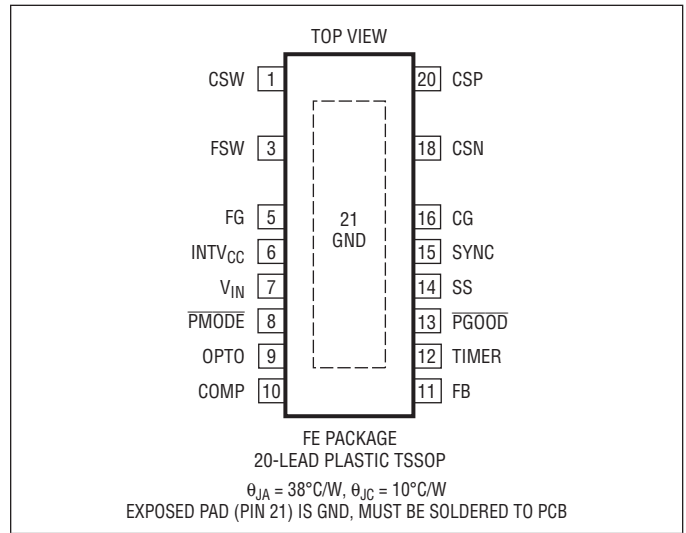 TOP VIEW
CSW 1 20 CSP
FSW 3 18 CSN
FG 5 16 CG
21
GND
INTVCC 6 15 SYNC
VIN 7 14 SS
PMODE 8 13 PGOOD
OPTO 9 12 TIMER
COMP 10 11 FB
FE PACKAGE
20-LEAD PLASTIC TSSOP
θJA = 38°C/W, θJC = 10°C/W
EXPOSED PAD (PIN 21) IS GND, MUST BE SOLDERED TO PCB